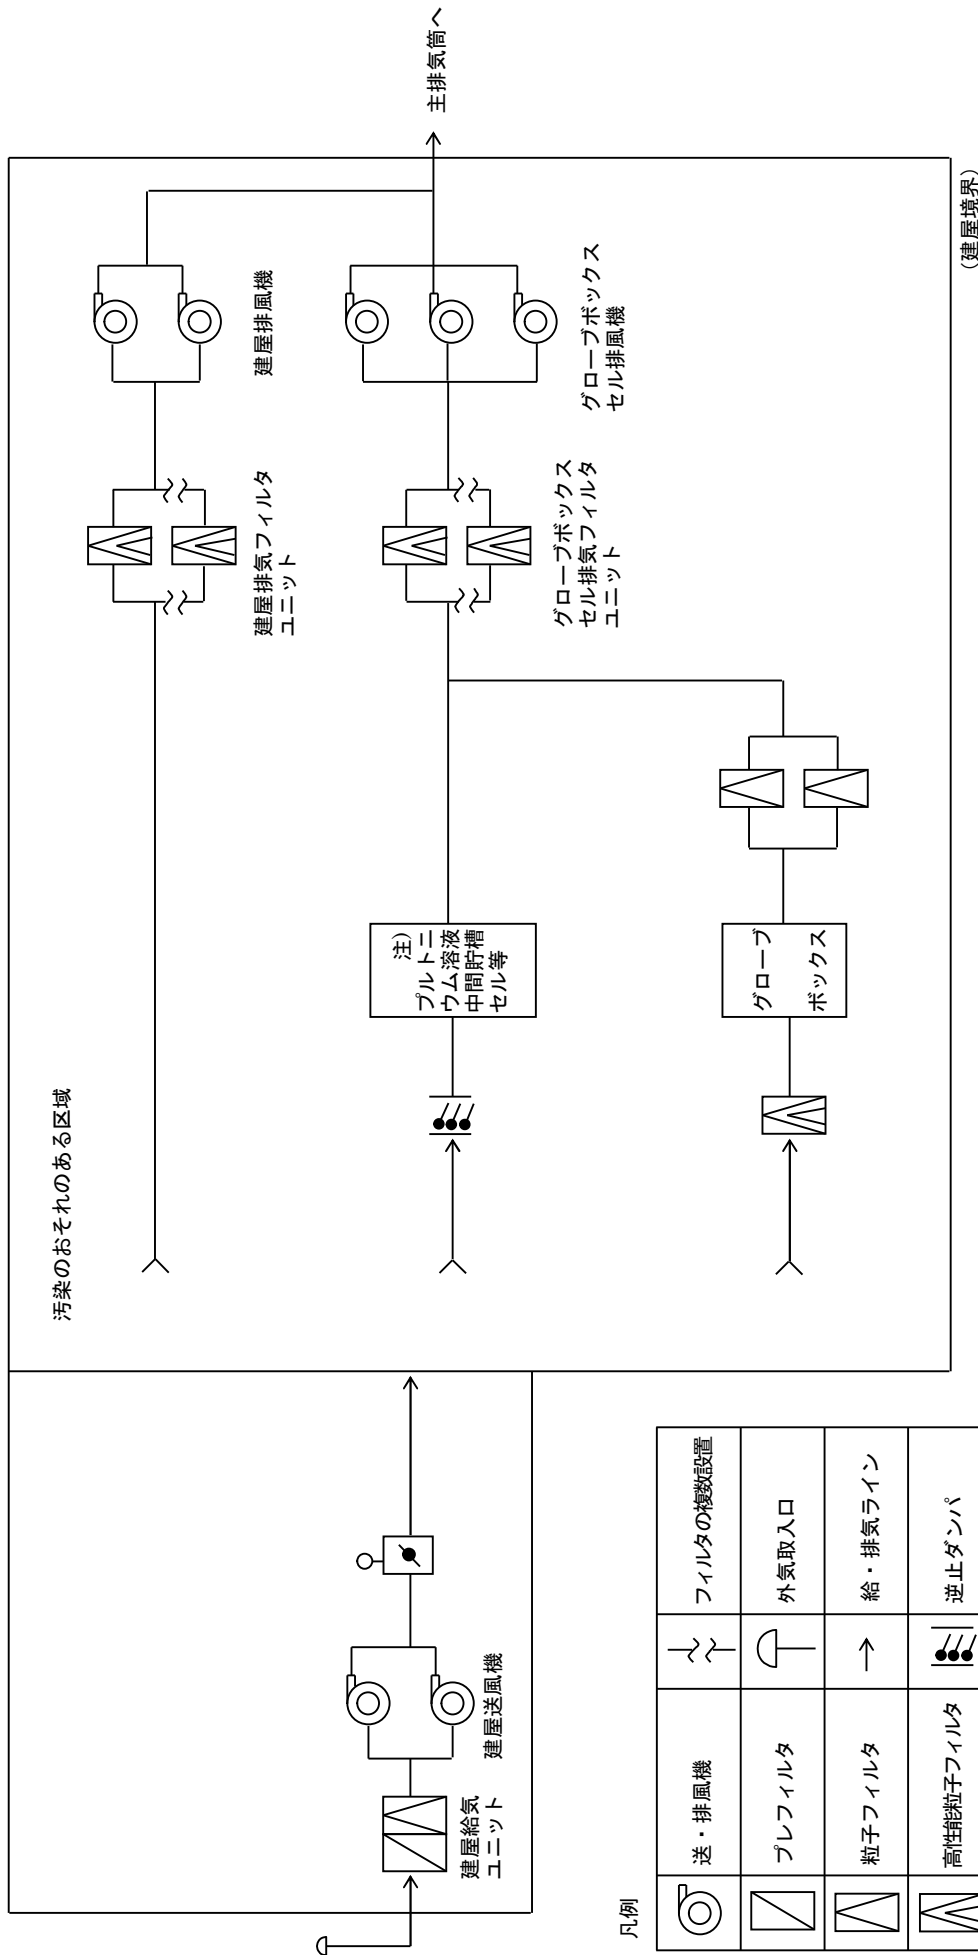 主排気筒へ
(建屋境界)
汚染のおそれのある区域
建屋排風機
グローブボックス
セル排風機
建屋排気フィルタ
ユニット
グローブボックス
セル排気フィルタ
ユニット
注)
プルトニ
ウム溶液
中間貯槽
セル等
グローブ
ボックス
建屋送風機
建屋給気
ユニット
凡例
送・排風機
フィルタの複数設置
プレフィルタ
外気取入口
粒子フィルタ
給・排気ライン
高性能粒子フィルタ
逆止ダンパ